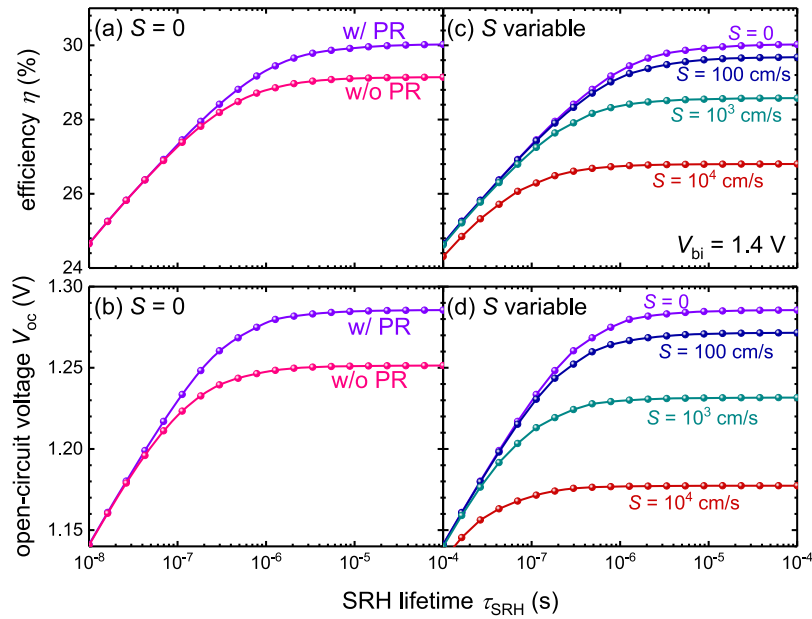 (a) S = 0
w/ PR
w/o PR
30
28
26
24
efficiency η (%)
(c) S variable
S = 0
S = 100 cm/s
S = 10³ cm/s
S = 10⁴ cm/s
V_bi = 1.4 V
(b) S = 0
w/ PR
w/o PR
1.30
1.25
1.20
1.15
open-circuit voltage V_oc (V)
(d) S variable
S = 0
S = 100 cm/s
S = 10³ cm/s
S = 10⁴ cm/s
10⁻⁸ 10⁻⁷ 10⁻⁶ 10⁻⁵ 10⁻⁴ 10⁻⁷ 10⁻⁶ 10⁻⁵ 10⁻⁴
SRH lifetime τ_SRH (s)